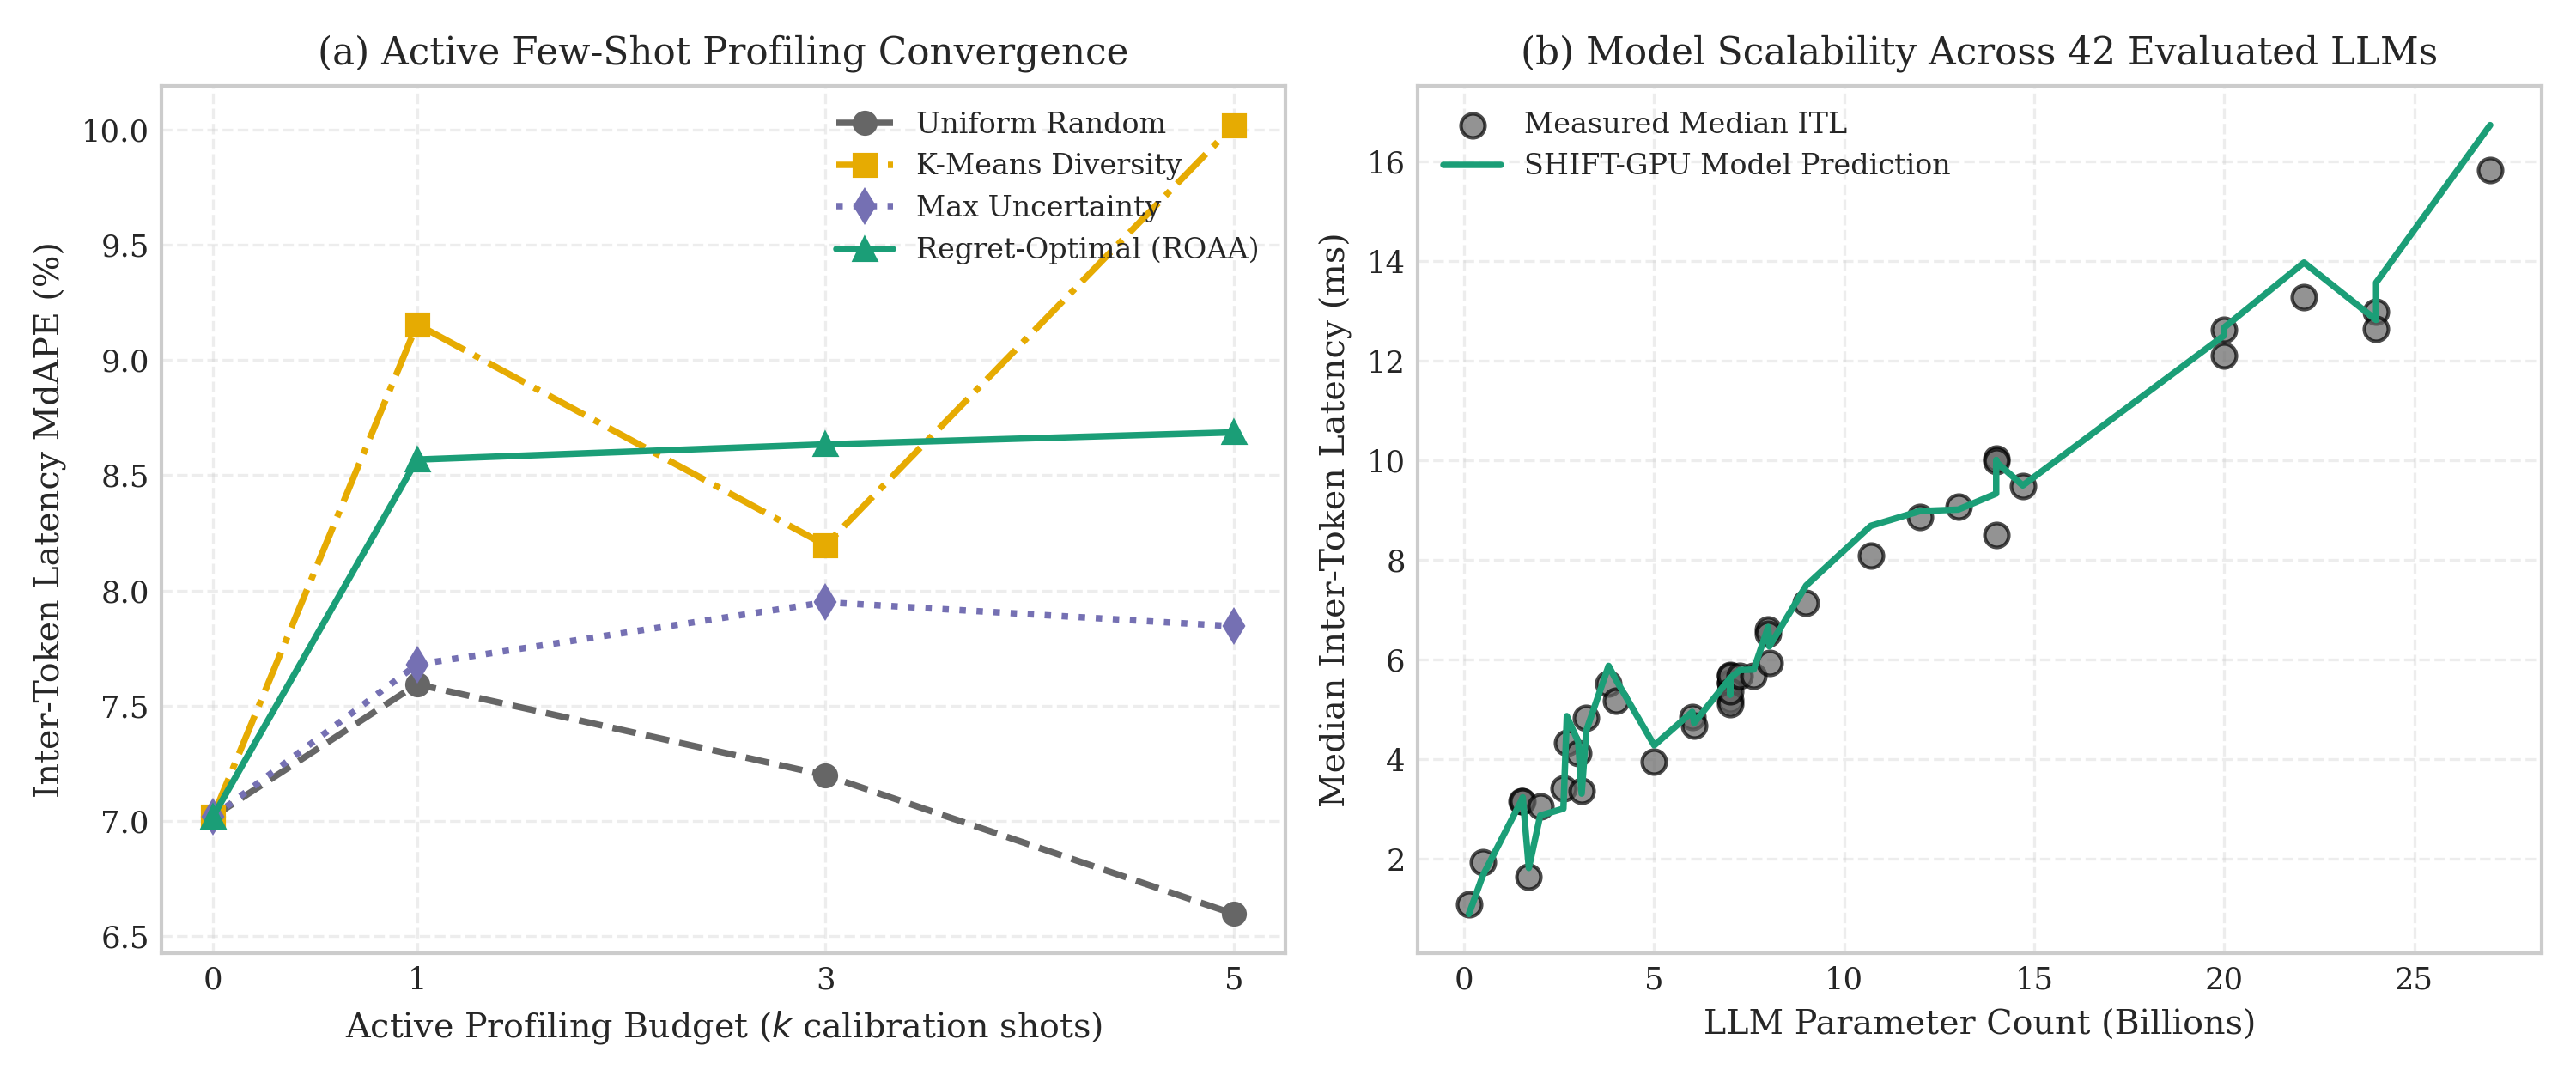 (a) Active Few-Shot Profiling Convergence
Inter-Token Latency MdAPE (%)
10.0
9.5
9.0
8.5
8.0
7.5
7.0
6.5
Uniform Random
K-Means Diversity
Max Uncertainty
Regret-Optimal (ROAA)
0 1 3 5
Active Profiling Budget (k calibration shots)
(b) Model Scalability Across 42 Evaluated LLMs
Median Inter-Token Latency (ms)
16
14
12
10
8
6
4
2
Measured Median ITL
SHIFT-GPU Model Prediction
0 5 10 15 20 25
LLM Parameter Count (Billions)